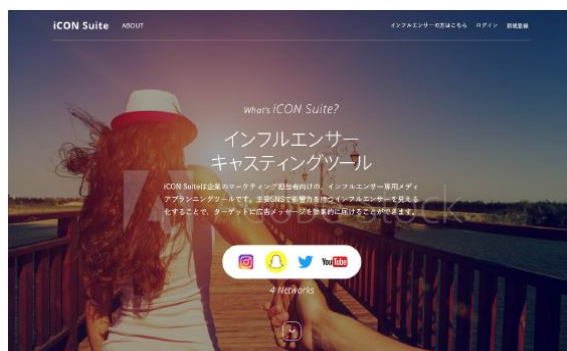 iCON Suite ABOUT インフルエンサーの方はこちら ログイン 新規登録
What's iCON Suite?
インフルエンサー
キャスティングツール
iCON Suiteは企業のマーケティング担当者向けの、インフルエンサー専用メディ
アプランニングツールです。主要SNSで影響力を持つインフルエンサーを見える
化することで、ターゲットに広告メッセージを効果的に届けることができます。
You Tube
4 Networks